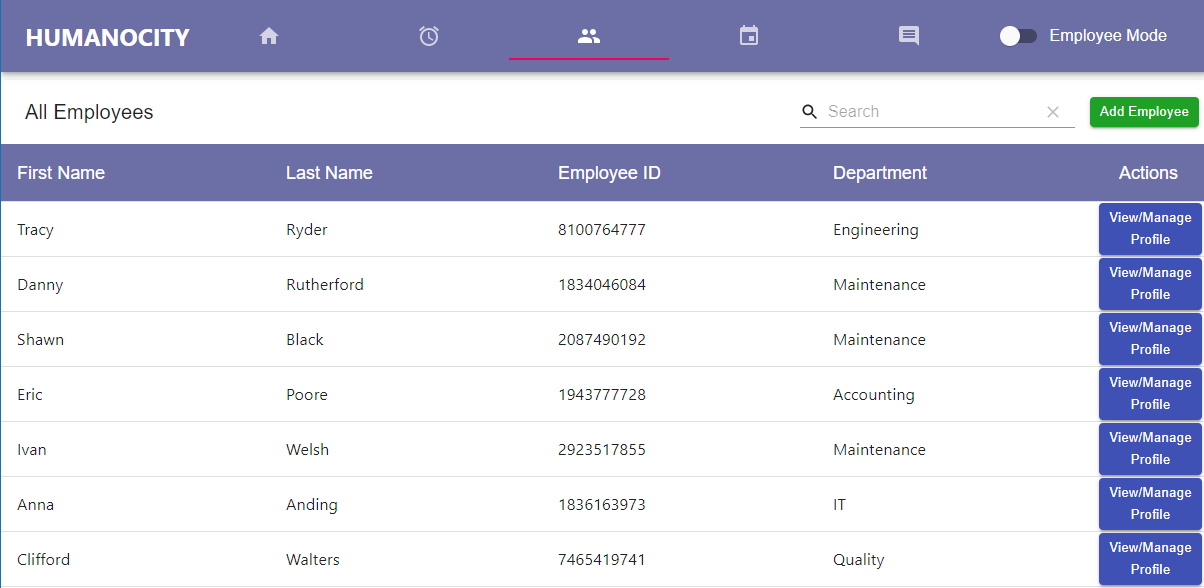 HUMANOCITY Employee Mode
All Employees Search Add Employee
First Name Last Name Employee ID Department Actions
Tracy Ryder 8100764777 Engineering View/Manage Profile
Danny Rutherford 1834046084 Maintenance View/Manage Profile
Shawn Black 2087490192 Maintenance View/Manage Profile
Eric Poore 1943777728 Accounting View/Manage Profile
Ivan Welsh 2923517855 Maintenance View/Manage Profile
Anna Anding 1836163973 IT View/Manage Profile
Clifford Walters 7465419741 Quality View/Manage Profile